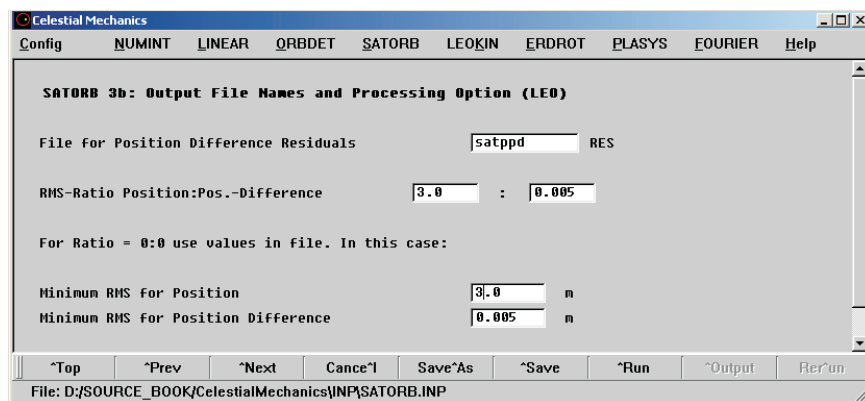 Celestial Mechanics
Config NUMINT LINEAR ORBDET SATORB LEOKIN ERDROT PLASYS FOURIER Help
SATORB 3b: Output File Names and Processing Option (LEO)
File for Position Difference Residuals satppd RES
RMS-Ratio Position:Pos.-Difference 3.0 : 0.005
For Ratio = 0:0 use values in file. In this case:
Minimum RMS for Position 3.0 m
Minimum RMS for Position Difference 0.005 m
^Top ^Prev ^Next Cance^l Save^As ^Save ^Run ^Output Rer^un
File: D:/SOURCE_BOOK/CelestialMechanics\INP\SATORB.INP